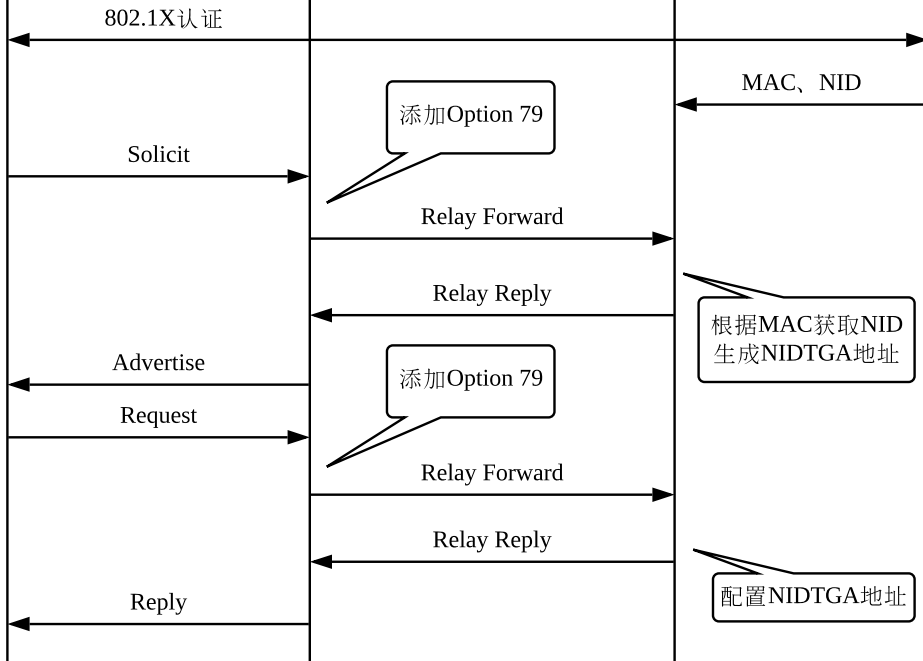 802.1X认证
MAC、NID
添加Option 79
Solicit
Relay Forward
Relay Reply
根据MAC获取NID
生成NIDTGA地址
Advertise
添加Option 79
Request
Relay Forward
Relay Reply
配置NIDTGA地址
Reply